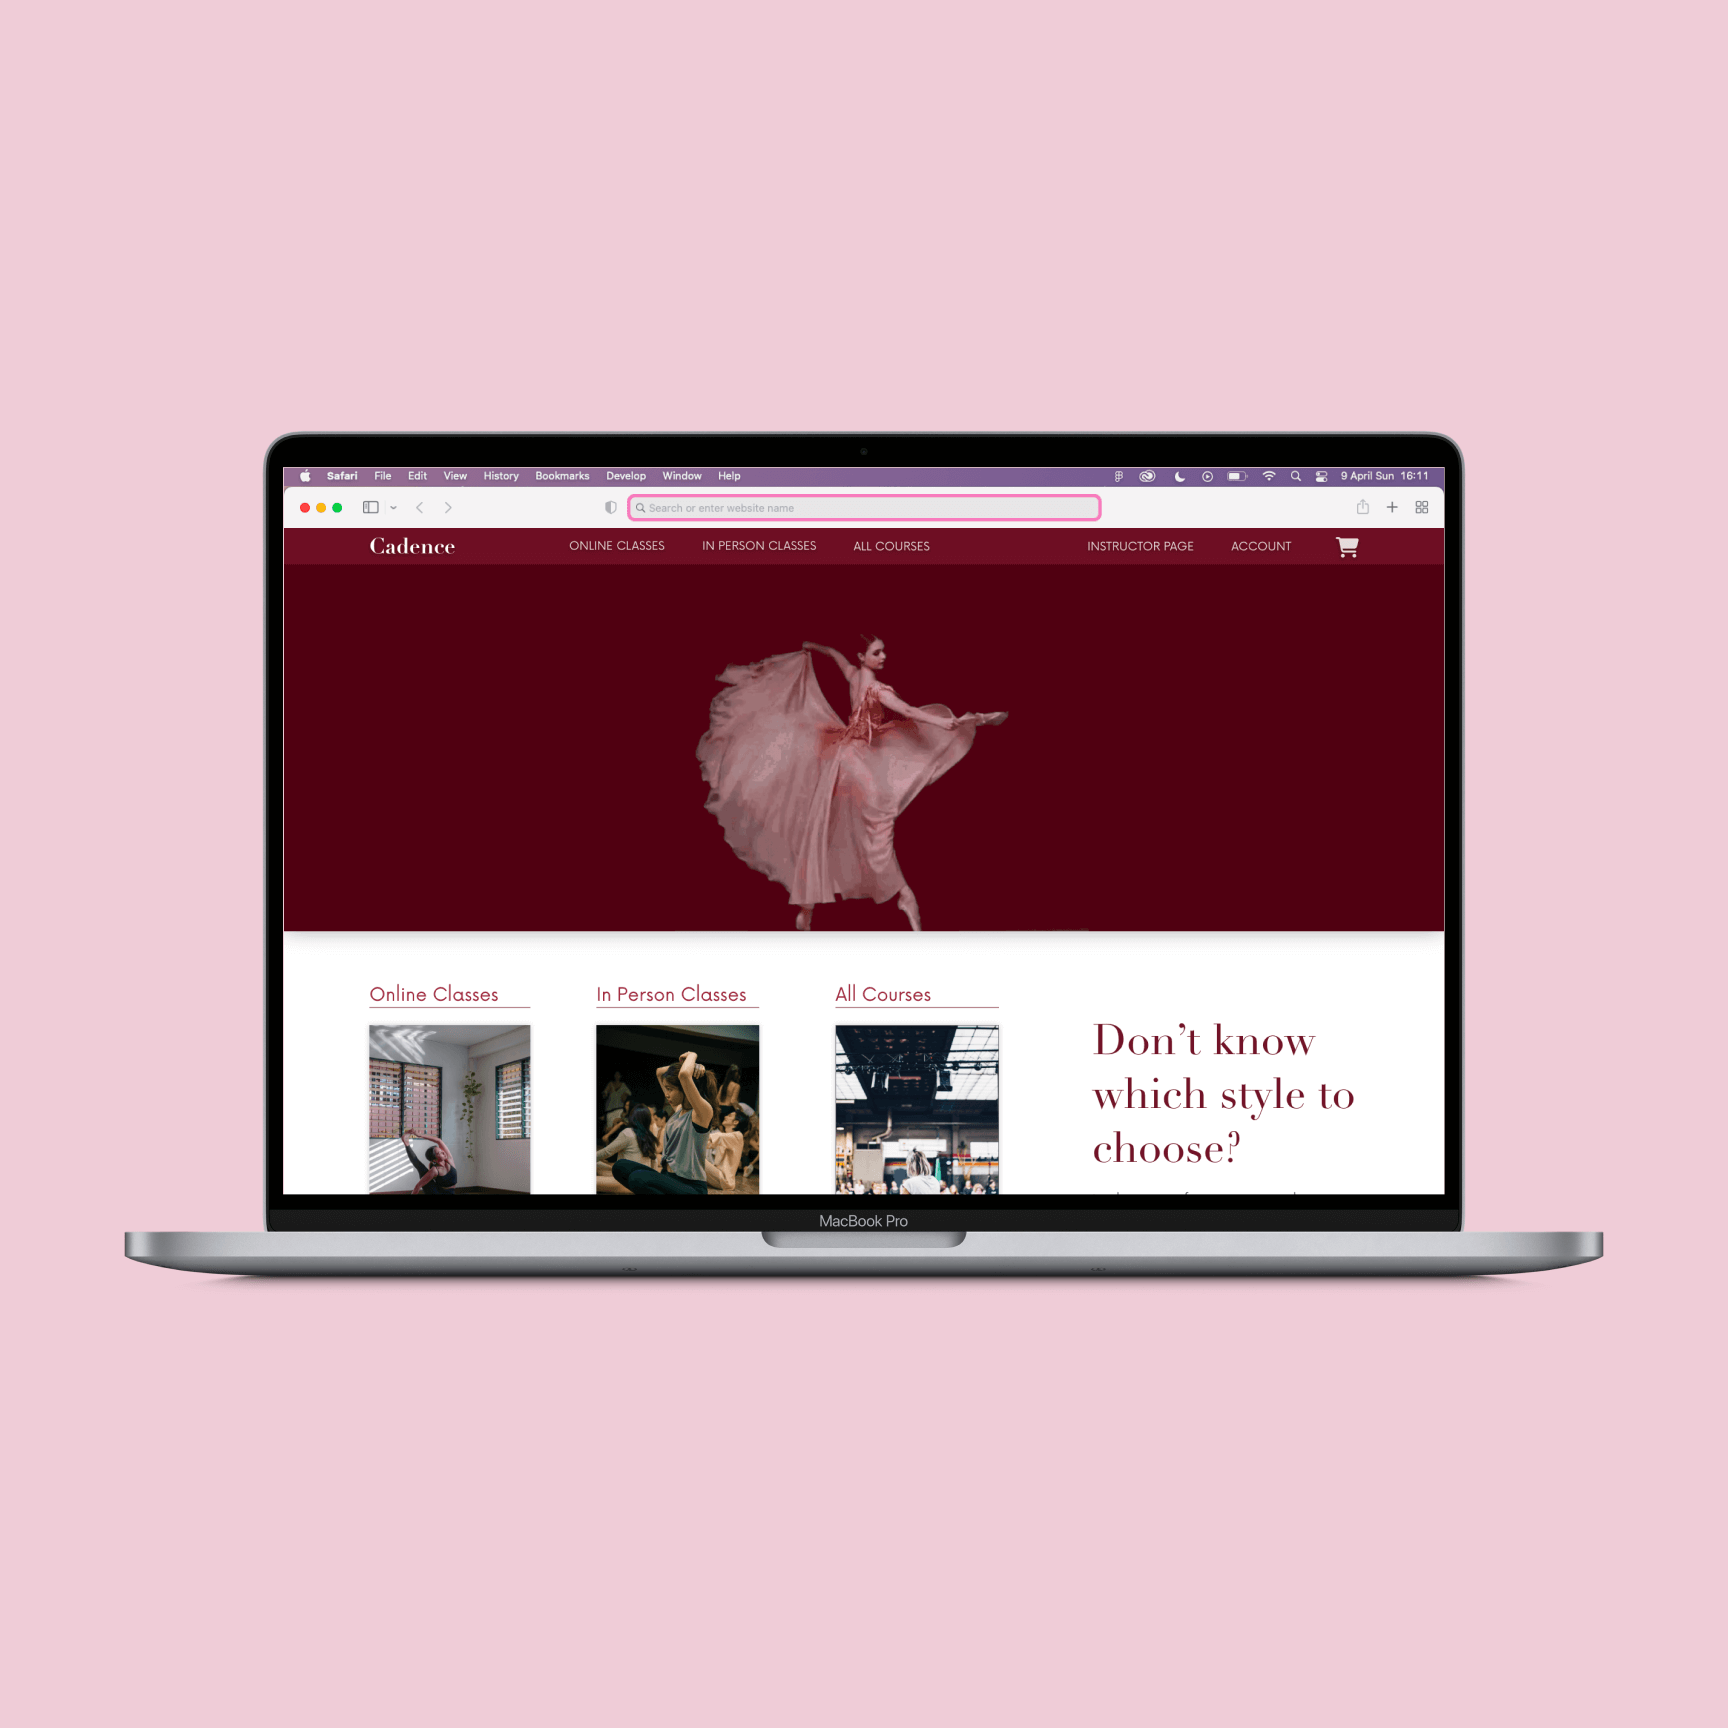 Safari File Edit View History Bookmarks Develop Window Help 9 April Sun 16:11
Search or enter website name
Cadence ONLINE CLASSES IN PERSON CLASSES ALL COURSES INSTRUCTOR PAGE ACCOUNT
Online Classes In Person Classes All Courses
Don’t know
which style to
choose?
MacBook Pro